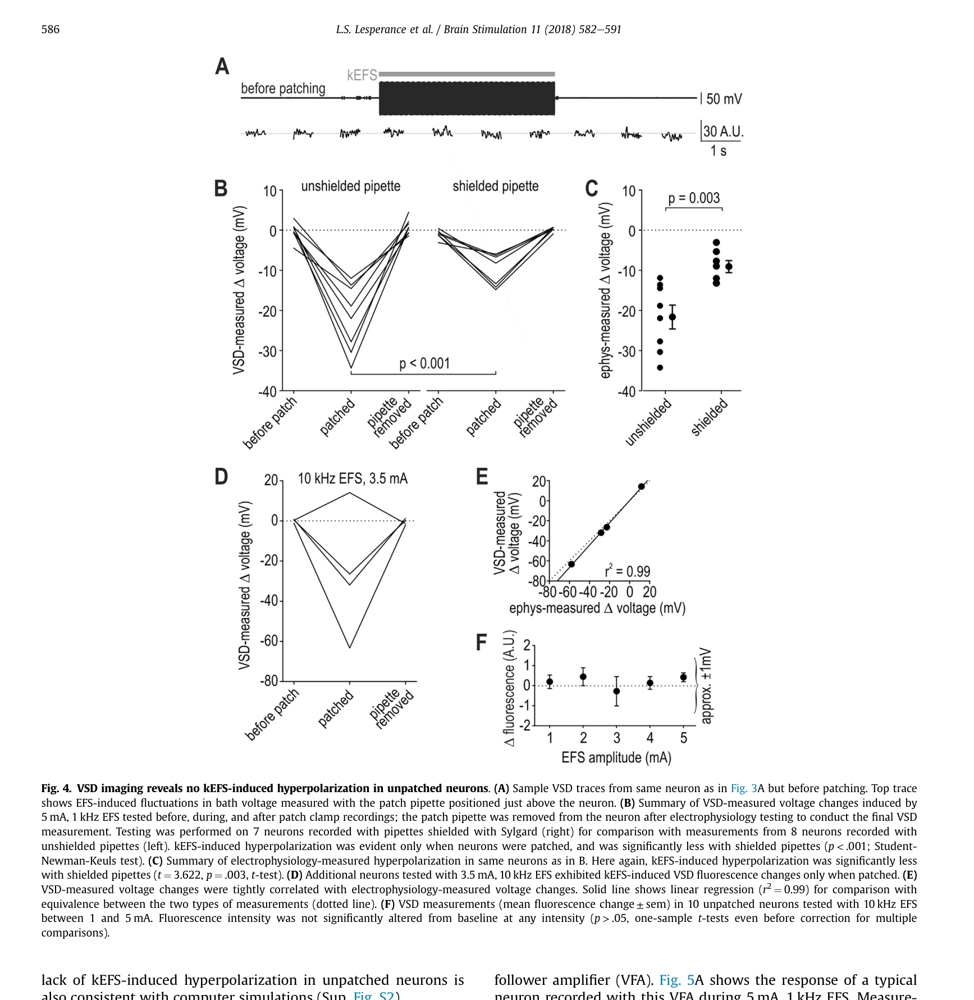 586
L.S. Lesperance et al. / Brain Stimulation 11 (2018) 582–591
A
kEFS
before patching
50 mV
30 A.U.
1 s
B
unshielded pipette
shielded pipette
VSD-measured Δ voltage (mV)
10
0
-10
-20
-30
-40
p < 0.001
before patch
patched
pipette
removed
before patch
patched
pipette
removed
C
ephys-measured Δ voltage (mV)
10
0
-10
-20
-30
-40
p = 0.003
unshielded
shielded
D
10 kHz EFS, 3.5 mA
VSD-measured Δ voltage (mV)
20
0
-20
-40
-60
-80
before patch
patched
pipette
removed
E
VSD-measured
Δ voltage (mV)
20
0
-20
-40
-60
-80
r² = 0.99
-80 -60 -40 -20 0 20
ephys-measured Δ voltage (mV)
F
Δ fluorescence (A.U.)
2
1
0
-1
-2
approx. ±1mV
1 2 3 4 5
EFS amplitude (mA)
Fig. 4. VSD imaging reveals no kEFS-induced hyperpolarization in unpatched neurons. (A) Sample VSD traces from same neuron as in Fig. 3A but before patching. Top trace
shows EFS-induced fluctuations in bath voltage measured with the patch pipette positioned just above the neuron. (B) Summary of VSD-measured voltage changes induced by
5 mA, 1 kHz EFS tested before, during, and after patch clamp recordings; the patch pipette was removed from the neuron after electrophysiology testing to conduct the final VSD
measurement. Testing was performed on 7 neurons recorded with pipettes shielded with Sylgard (right) for comparison with measurements from 8 neurons recorded with
unshielded pipettes (left). kEFS-induced hyperpolarization was evident only when neurons were patched, and was significantly less with shielded pipettes (p < .001; Student-
Newman-Keuls test). (C) Summary of electrophysiology-measured hyperpolarization in same neurons as in B. Here again, kEFS-induced hyperpolarization was significantly less
with shielded pipettes (t = 3.622, p = .003, t-test). (D) Additional neurons tested with 3.5 mA, 10 kHz EFS exhibited kEFS-induced VSD fluorescence changes only when patched. (E)
VSD-measured voltage changes were tightly correlated with electrophysiology-measured voltage changes. Solid line shows linear regression (r² = 0.99) for comparison with
equivalence between the two types of measurements (dotted line). (F) VSD measurements (mean fluorescence change ± sem) in 10 unpatched neurons tested with 10 kHz EFS
between 1 and 5 mA. Fluorescence intensity was not significantly altered from baseline at any intensity (p > .05, one-sample t-tests even before correction for multiple
comparisons).
lack of kEFS-induced hyperpolarization in unpatched neurons is
also consistent with computer simulations (Sup. Fig. S2).
follower amplifier (VFA). Fig. 5A shows the response of a typical
neuron recorded with this VFA during 5 mA, 1 kHz EFS. Measure-